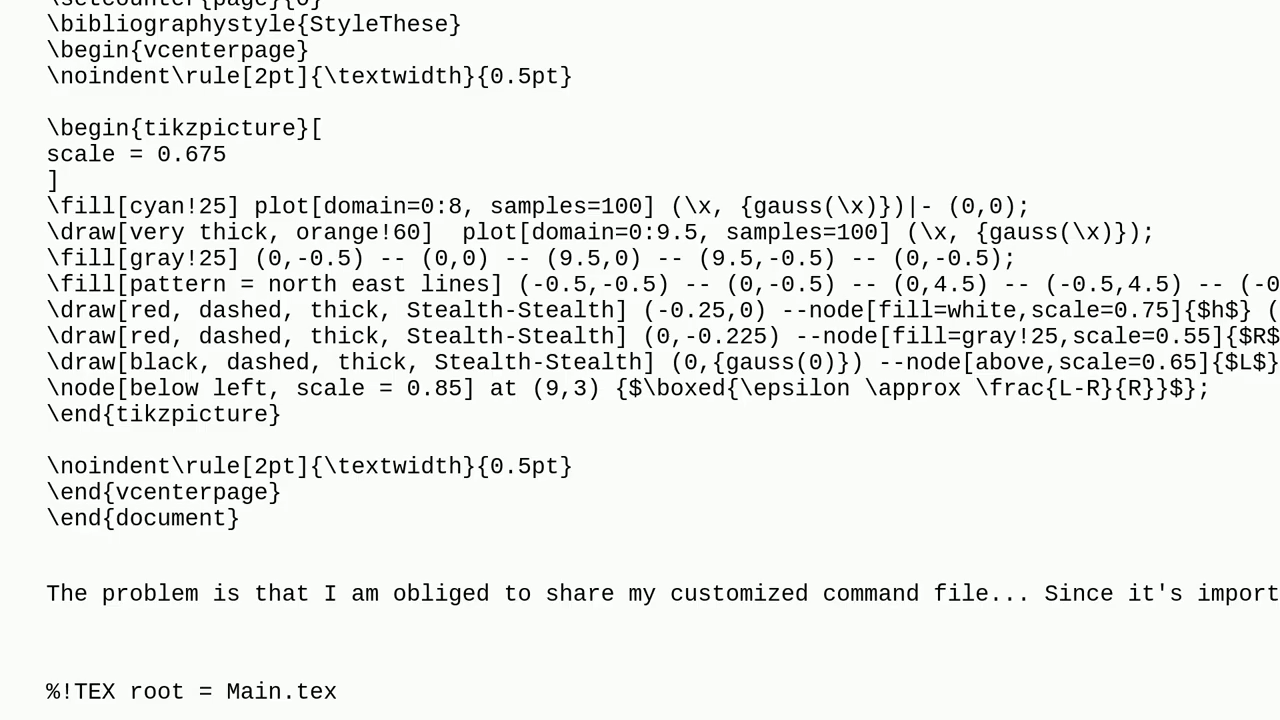 \setcounter{page}{0}
\bibliographystyle{StyleThese}
\begin{vcenterpage}
\noindent\rule[2pt]{\textwidth}{0.5pt}
\begin{tikzpicture}[
scale = 0.675
]
\fill[cyan!25] plot[domain=0:8, samples=100] (\x, {gauss(\x)})|- (0,0);
\draw[very thick, orange!60]  plot[domain=0:9.5, samples=100] (\x, {gauss(\x)});
\fill[gray!25] (0,-0.5) -- (0,0) -- (9.5,0) -- (9.5,-0.5) -- (0,-0.5);
\fill[pattern = north east lines] (-0.5,-0.5) -- (0,-0.5) -- (0,4.5) -- (-0.5,4.5) -- (-0
\draw[red, dashed, thick, Stealth-Stealth] (-0.25,0) --node[fill=white,scale=0.75]{$h$} (
\draw[red, dashed, thick, Stealth-Stealth] (0,-0.225) --node[fill=gray!25,scale=0.55]{$R$
\draw[black, dashed, thick, Stealth-Stealth] (0,{gauss(0)}) --node[above,scale=0.65]{$L$}
\node[below left, scale = 0.85] at (9,3) {$\boxed{\epsilon \approx \frac{L-R}{R}}$};
\end{tikzpicture}
\noindent\rule[2pt]{\textwidth}{0.5pt}
\end{vcenterpage}
\end{document}
The problem is that I am obliged to share my customized command file... Since it's import
%!TEX root = Main.tex